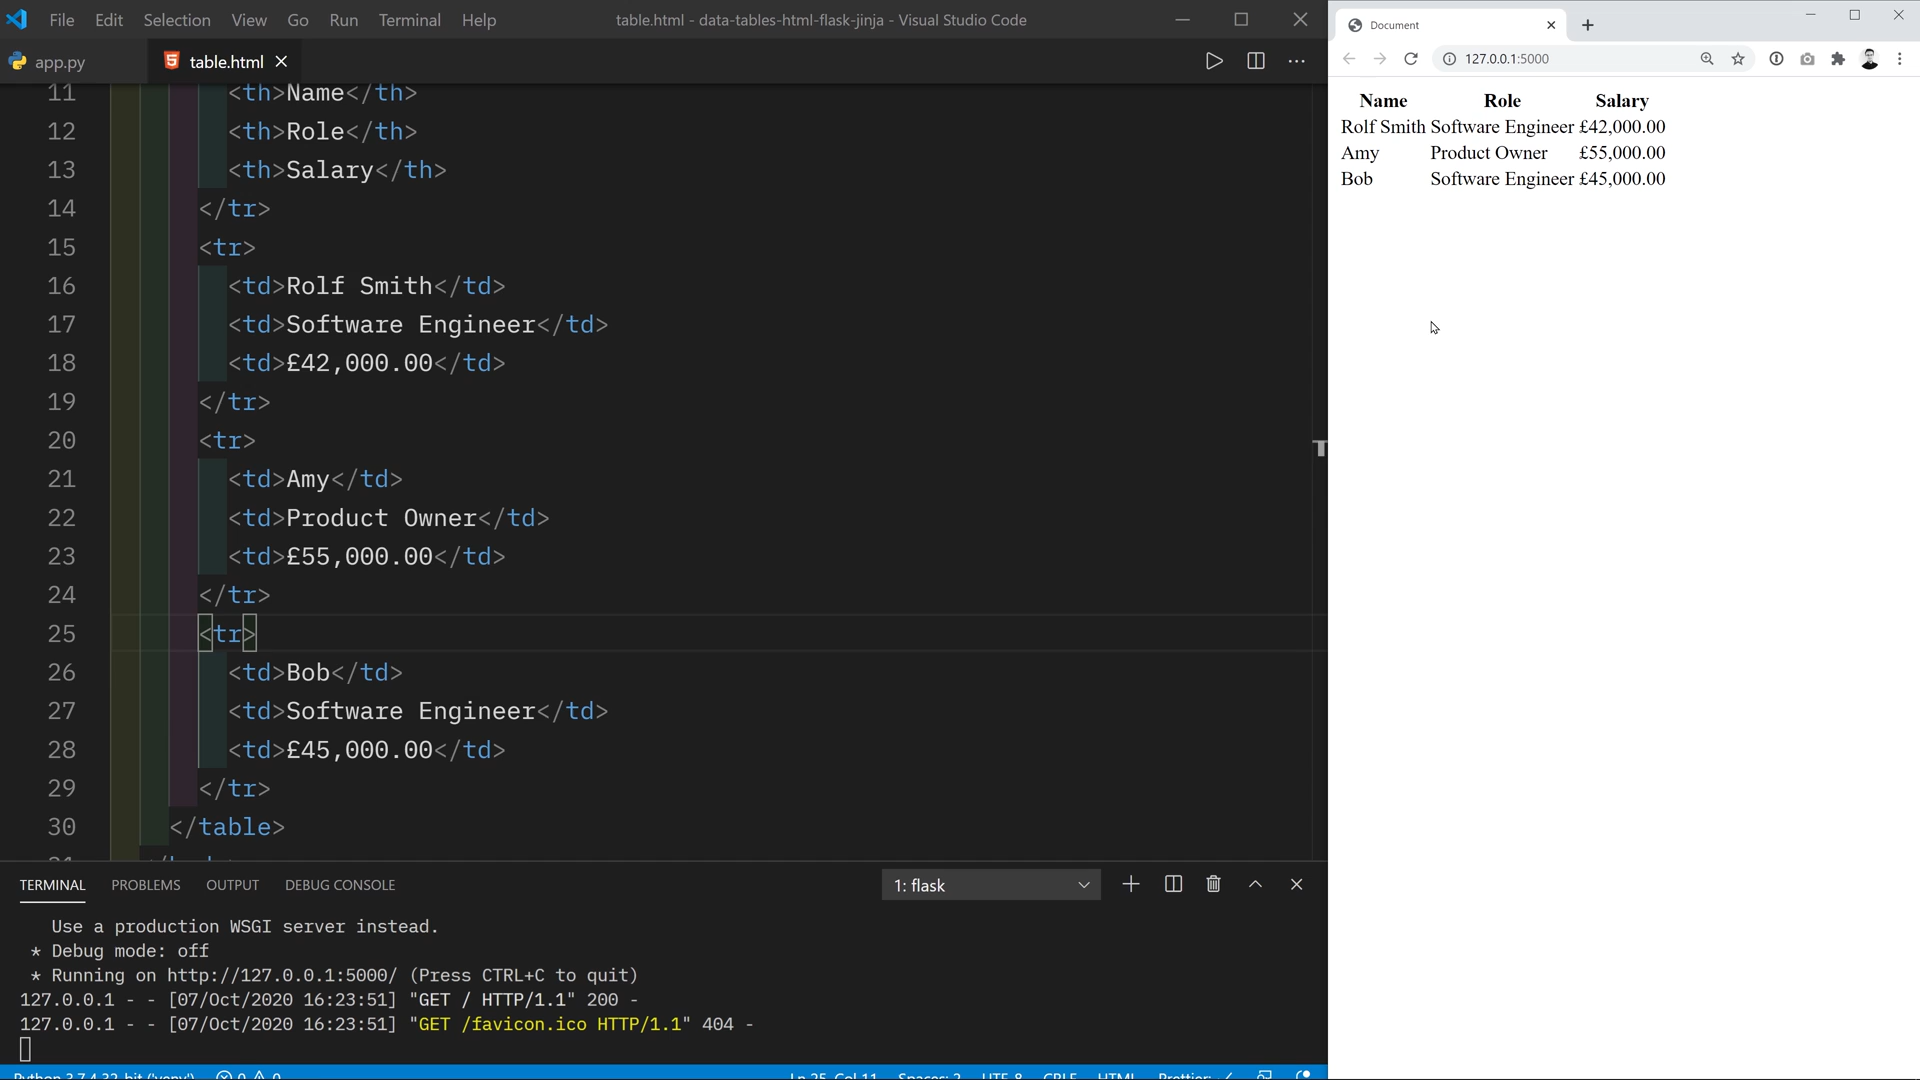 File Edit Selection View Go Run Terminal Help table.html - data-tables-html-flask-jinja - Visual Studio Code
app.py table.html
11 <th>Name</th>
12 <th>Role</th>
13 <th>Salary</th>
14 </tr>
15 <tr>
16 <td>Rolf Smith</td>
17 <td>Software Engineer</td>
18 <td>£42,000.00</td>
19 </tr>
20 <tr>
21 <td>Amy</td>
22 <td>Product Owner</td>
23 <td>£55,000.00</td>
24 </tr>
25 <tr>
26 <td>Bob</td>
27 <td>Software Engineer</td>
28 <td>£45,000.00</td>
29 </tr>
30 </table>
TERMINAL PROBLEMS OUTPUT DEBUG CONSOLE 1: flask
Use a production WSGI server instead.
* Debug mode: off
* Running on http://127.0.0.1:5000/ (Press CTRL+C to quit)
127.0.0.1 - - [07/Oct/2020 16:23:51] "GET / HTTP/1.1" 200 -
127.0.0.1 - - [07/Oct/2020 16:23:51] "GET /favicon.ico HTTP/1.1" 404 -
Python 3.7.4 32-bit ('venv') 0 0 Ln 25, Col 11 Spaces: 2 UTF-8 CRLF HTML Prettier: ✓
Document
127.0.0.1:5000
Name Role Salary
Rolf Smith Software Engineer £42,000.00
Amy Product Owner £55,000.00
Bob Software Engineer £45,000.00